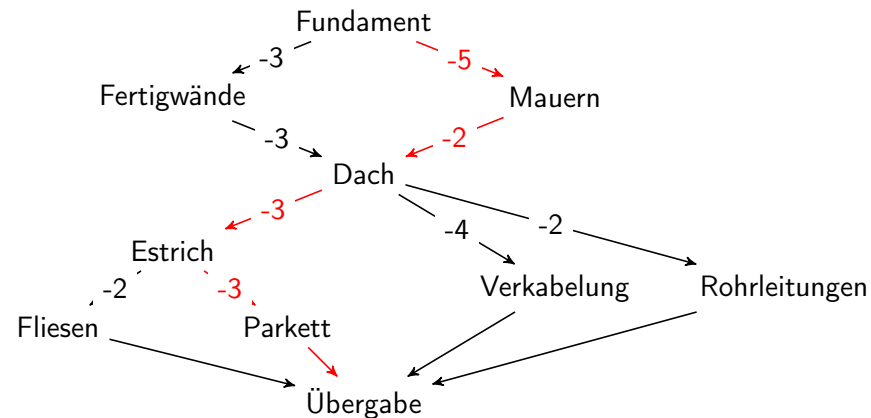 Fundament
-3
-5
Fertigwände
Mauern
-3
-2
Dach
-3
-4
-2
Estrich
-2
-3
Verkabelung
Rohrleitungen
Fliesen
Parkett
Übergabe